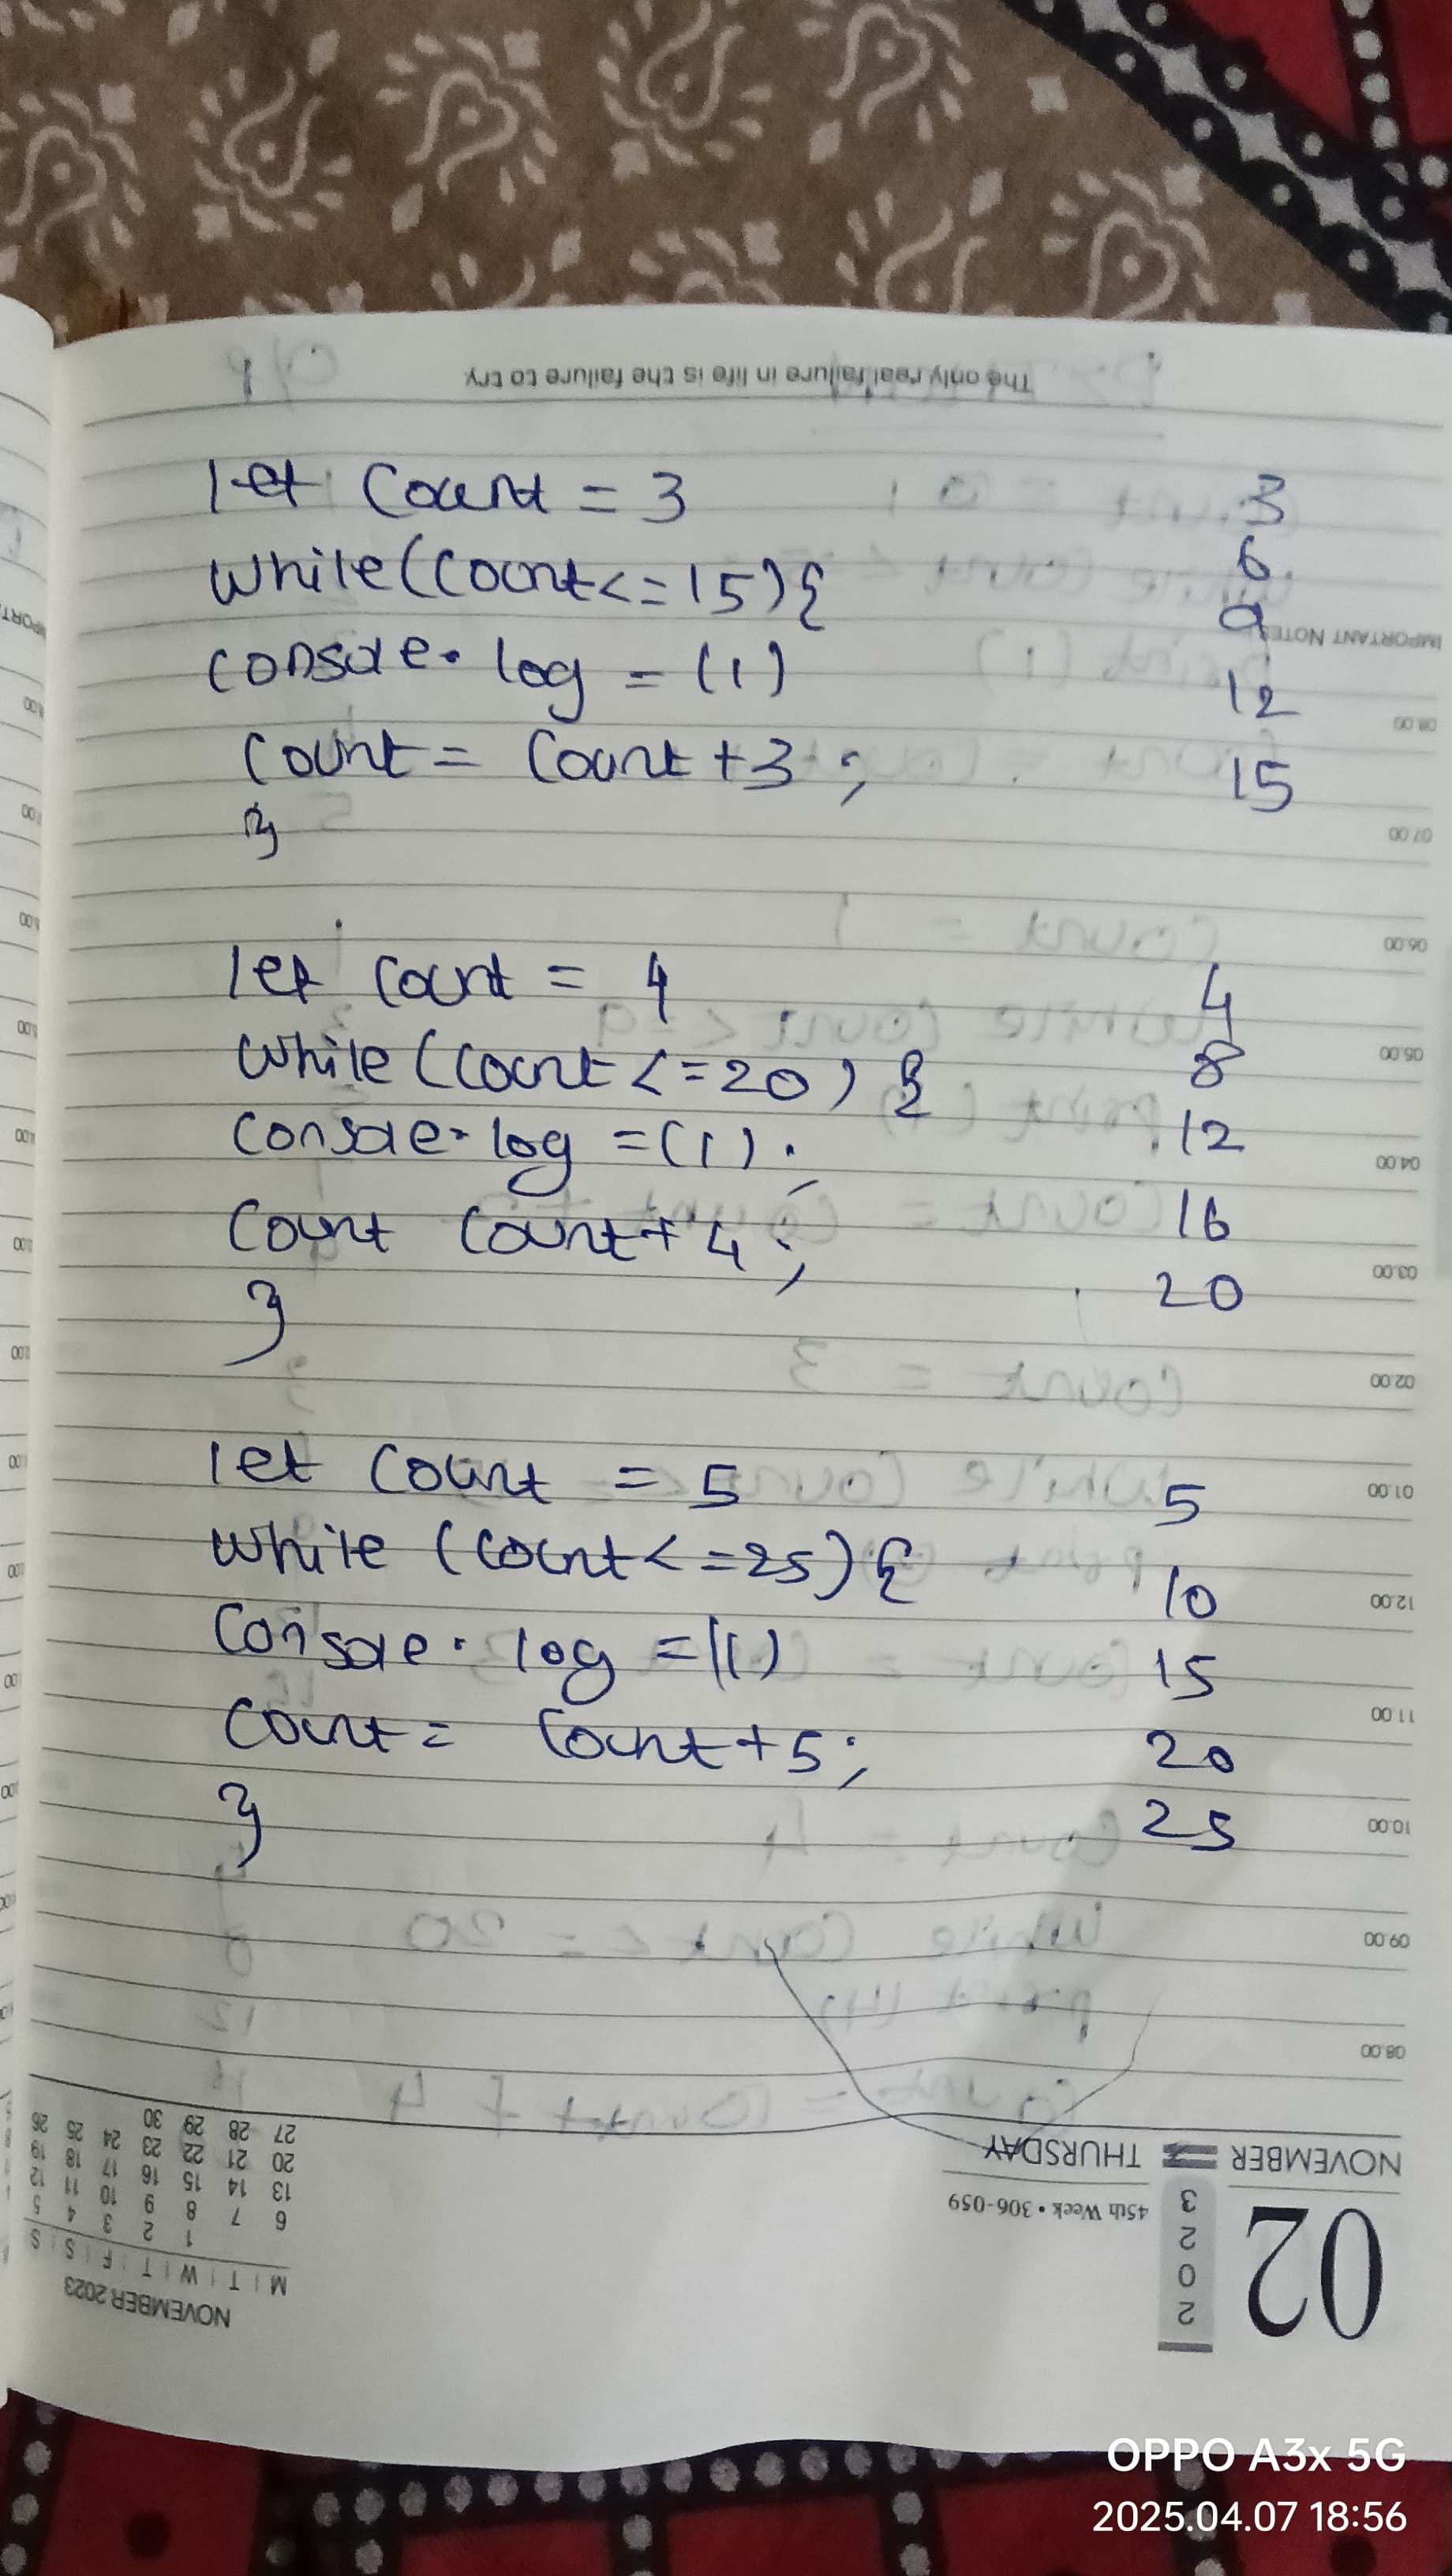 The only real failure in life is the failure to try
let Count = 3
while(Count<=15){
console. log = (1)
Count = Count +3 ;
}
3
6
9
12
15
IMPORTANT NOTES
let Count = 4
while(Count<=20) {
console. log =(1) ;
Count Count+4 ;
}
4
8
12
16
20
let Count = 5
while (Count<=25) {
Console. log =(1)
Count = Count+5 ;
}
5
10
15
20
25
08.00
07.00
06.00
05.00
04.00
03.00
02.00
01.00
12.00
11.00
10.00
09.00
08.00
02
2023
NOVEMBER
THURSDAY
45th Week • 306-059
NOVEMBER 2023
M T W T F S S
1 2 3 4 5
6 7 8 9 10 11 12
13 14 15 16 17 18 19
20 21 22 23 24 25 26
27 28 29 30
OPPO A3x 5G
2025.04.07 18:56